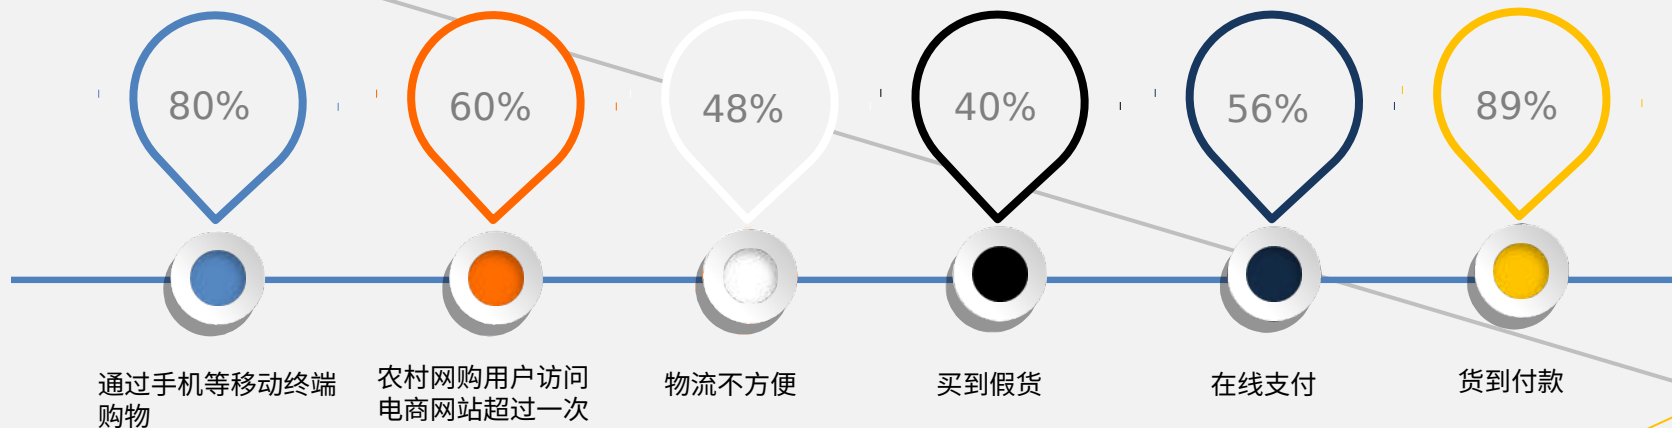 80%
60%
48%
40%
56%
89%
通过手机等移动终端
购物
农村网购用户访问
电商网站超过一次
物流不方便
买到假货
在线支付
货到付款